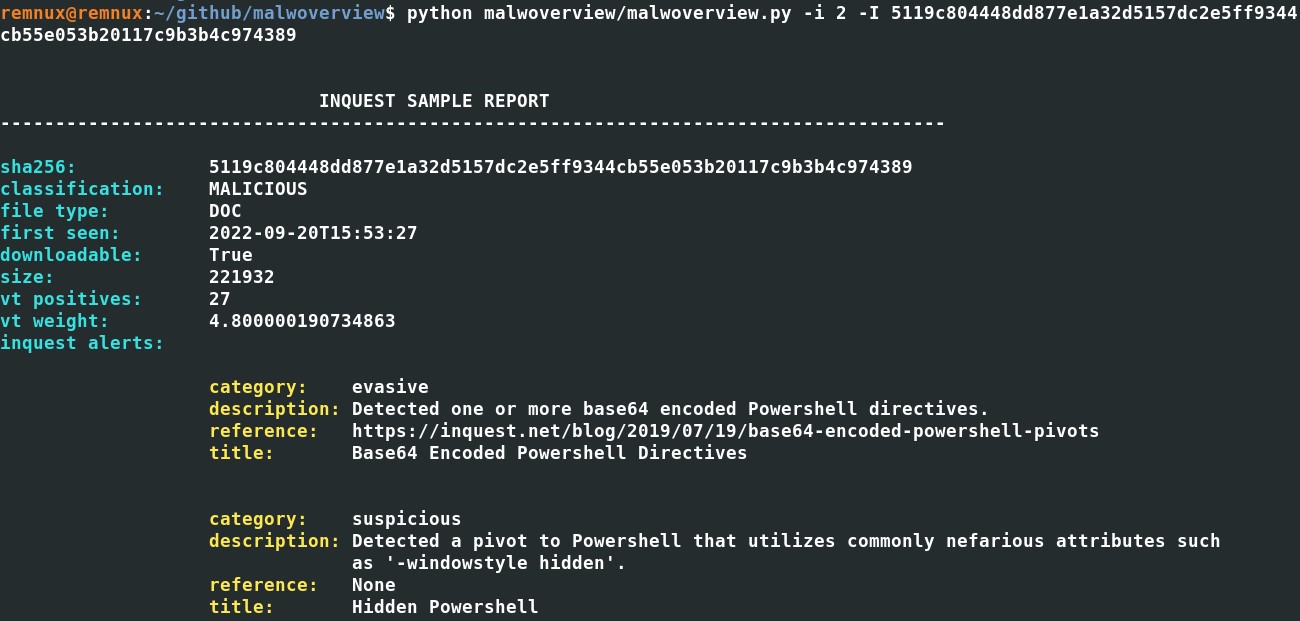 remnux@remnux:~/github/malwoverview$ python malwoverview/malwoverview.py -i 2 -I 5119c804448dd877e1a32d5157dc2e5ff9344
cb55e053b20117c9b3b4c974389
INQUEST SAMPLE REPORT
--------------------------------------------------------------------------------------
sha256: 5119c804448dd877e1a32d5157dc2e5ff9344cb55e053b20117c9b3b4c974389
classification: MALICIOUS
file type: DOC
first seen: 2022-09-20T15:53:27
downloadable: True
size: 221932
vt positives: 27
vt weight: 4.800000190734863
inquest alerts:
category: evasive
description: Detected one or more base64 encoded Powershell directives.
reference: https://inquest.net/blog/2019/07/19/base64-encoded-powershell-pivots
title: Base64 Encoded Powershell Directives
category: suspicious
description: Detected a pivot to Powershell that utilizes commonly nefarious attributes such
as '-windowstyle hidden'.
reference: None
title: Hidden Powershell